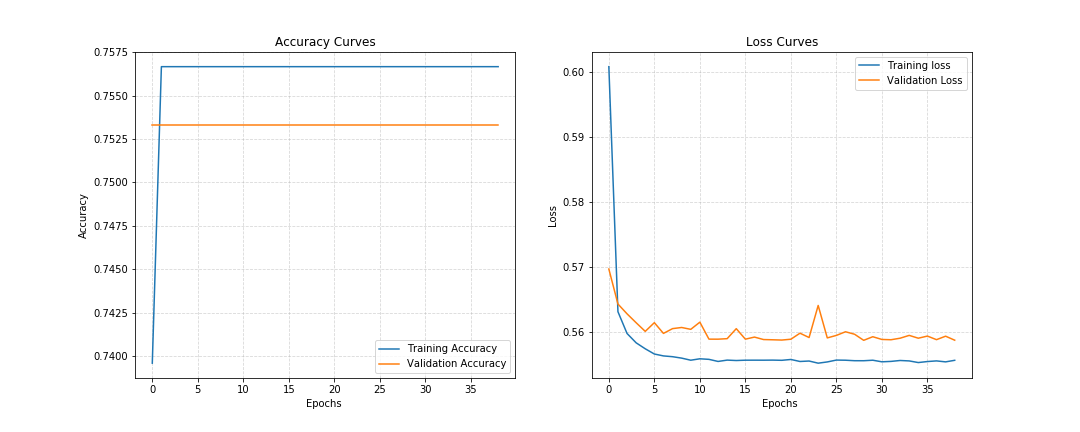 Accuracy Curves
0.7575
0.7550
0.7525
0.7500
0.7475
0.7450
0.7425
0.7400
Accuracy
0 5 10 15 20 25 30 35
Epochs
Training Accuracy
Validation Accuracy
Loss Curves
0.60
0.59
0.58
0.57
0.56
Loss
0 5 10 15 20 25 30 35
Epochs
Training loss
Validation Loss